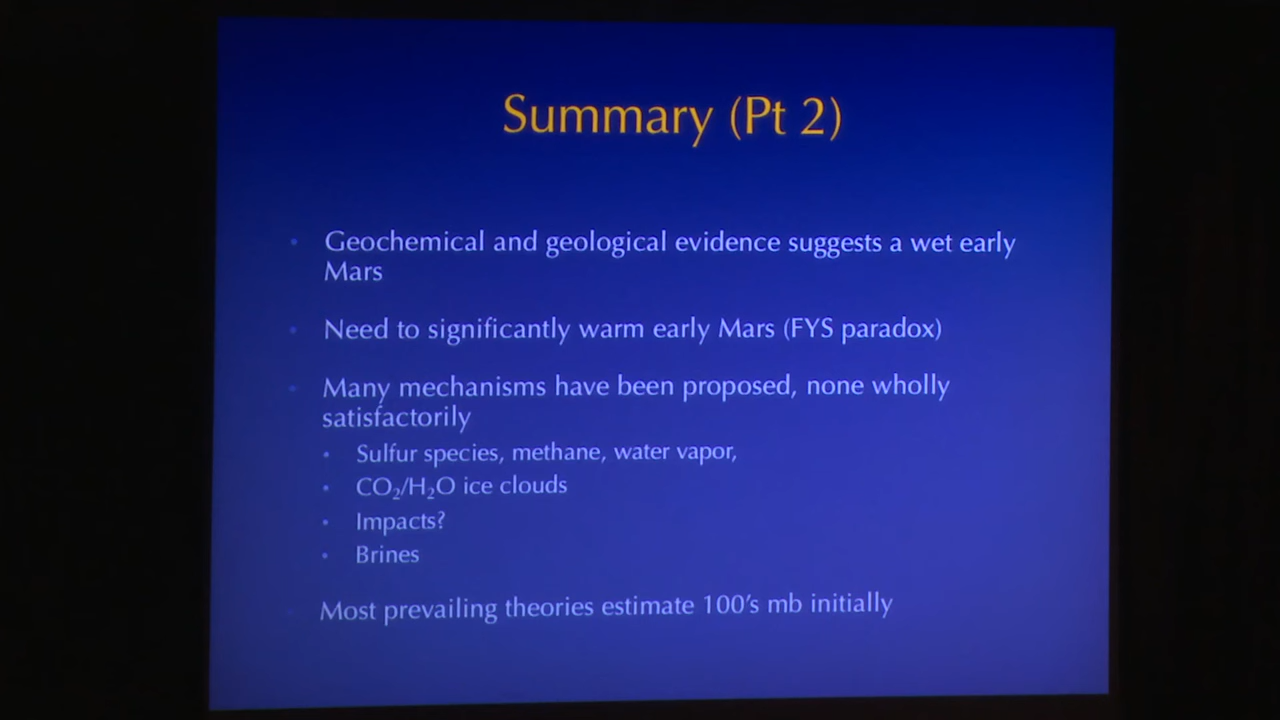 Summary (Pt 2)
Geochemical and geological evidence suggests a wet early
Mars
Need to significantly warm early Mars (FYS paradox)
Many mechanisms have been proposed, none wholly
satisfactorily
Sulfur species, methane, water vapor,
CO₂/H₂O ice clouds
Impacts?
Brines
Most prevailing theories estimate 100's mb initially